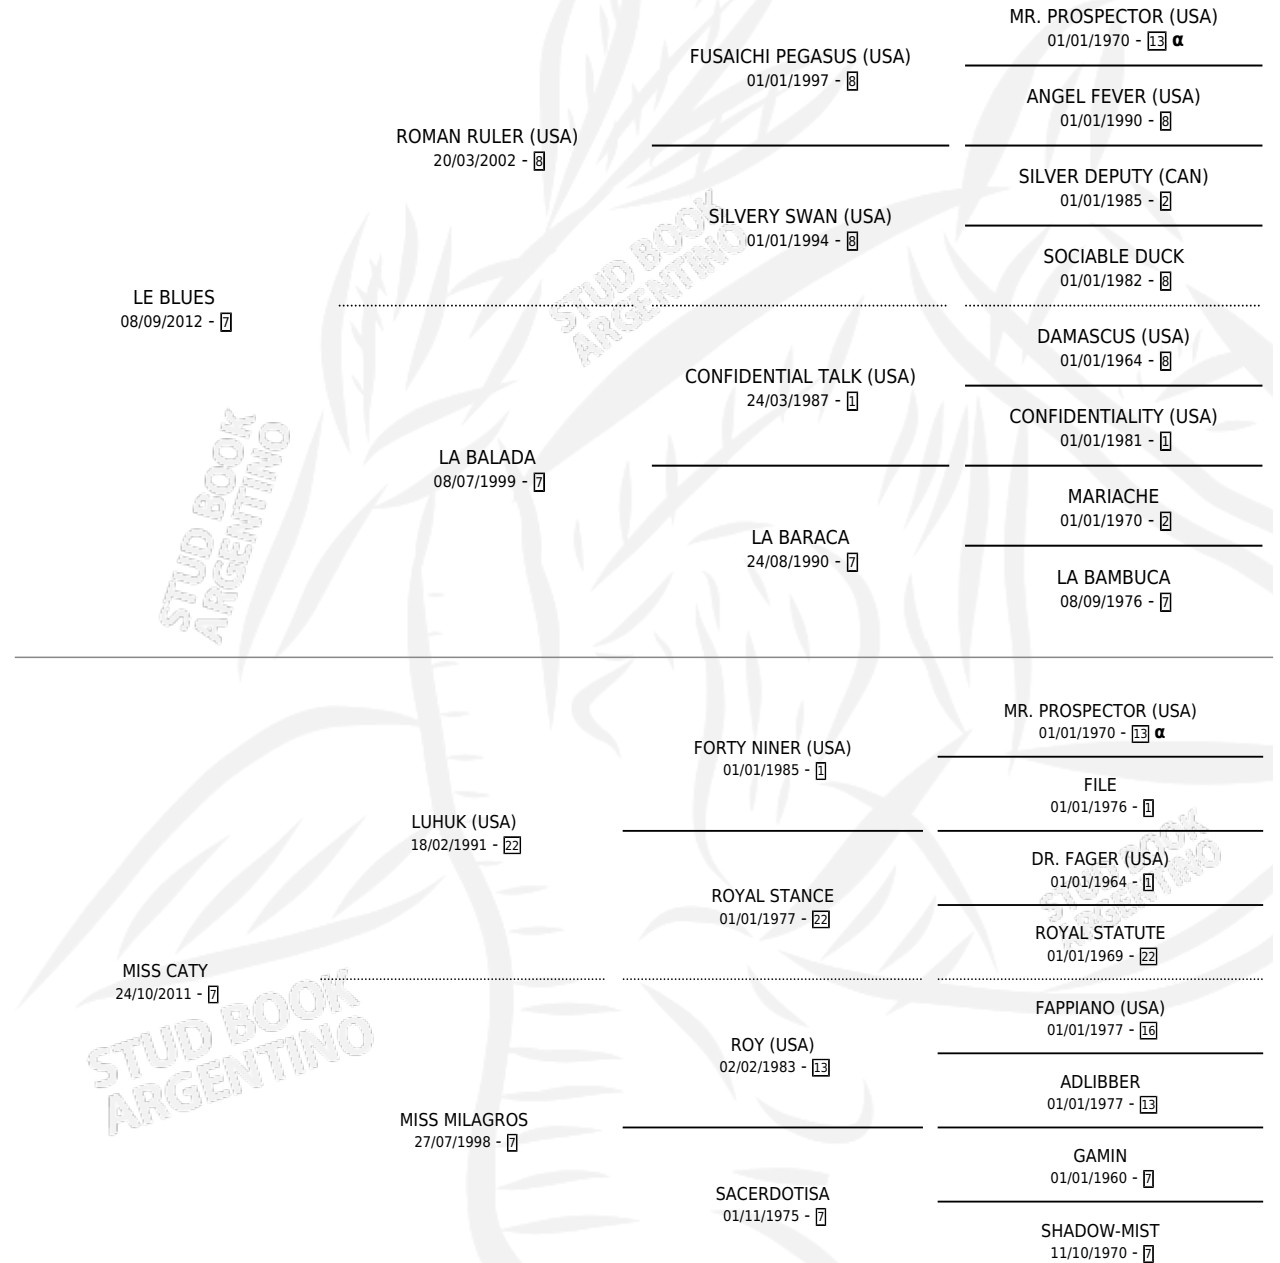 MR. PROSPECTOR (USA)
01/01/1970 - 13 α
FUSAICHI PEGASUS (USA)
01/01/1997 - 8
ANGEL FEVER (USA)
01/01/1990 - 8
ROMAN RULER (USA)
20/03/2002 - 8
SILVER DEPUTY (CAN)
01/01/1985 - 2
SILVERY SWAN (USA)
01/01/1994 - 8
SOCIABLE DUCK
01/01/1982 - 8
LE BLUES
08/09/2012 - 7
DAMASCUS (USA)
01/01/1964 - 8
CONFIDENTIAL TALK (USA)
24/03/1987 - 1
CONFIDENTIALITY (USA)
01/01/1981 - 1
LA BALADA
08/07/1999 - 7
MARIACHE
01/01/1970 - 2
LA BARACA
24/08/1990 - 7
LA BAMBUCA
08/09/1976 - 7
MR. PROSPECTOR (USA)
01/01/1970 - 13 α
FORTY NINER (USA)
01/01/1985 - 1
FILE
01/01/1976 - 1
LUHUK (USA)
18/02/1991 - 22
DR. FAGER (USA)
01/01/1964 - 1
ROYAL STANCE
01/01/1977 - 22
ROYAL STATUTE
01/01/1969 - 22
MISS CATY
24/10/2011 - 7
FAPPIANO (USA)
01/01/1977 - 16
ROY (USA)
02/02/1983 - 13
ADLIBBER
01/01/1977 - 13
MISS MILAGROS
27/07/1998 - 7
GAMIN
01/01/1960 - 7
SACERDOTISA
01/11/1975 - 7
SHADOW-MIST
11/10/1970 - 7
STUD BOOK
ARGENTINO
STUD BOOK
ARGENTINO
STUD BOOK
ARGENTINO
STUD BOOK
ARGENTINO